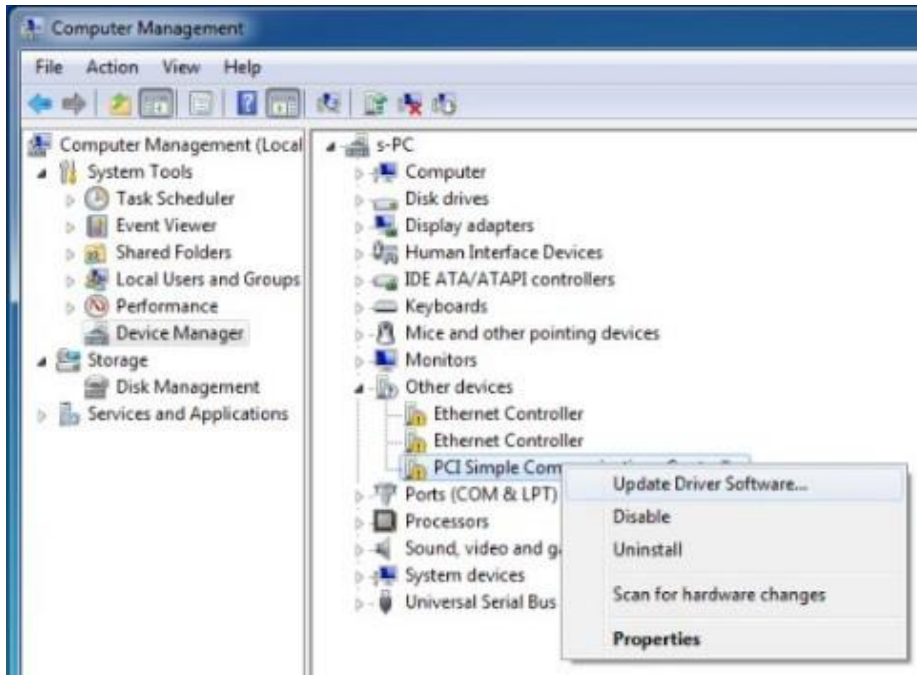 Computer Management
File Action View Help
Computer Management (Local
System Tools
Task Scheduler
Event Viewer
Shared Folders
Local Users and Groups
Performance
Device Manager
Storage
Disk Management
Services and Applications
s-PC
Computer
Disk drives
Display adapters
Human Interface Devices
IDE ATA/ATAPI controllers
Keyboards
Mice and other pointing devices
Monitors
Other devices
Ethernet Controller
Ethernet Controller
PCI Simple
Ports (COM & LPT)
Processors
Sound, video and
System devices
Universal Serial Bus
Update Driver Software...
Disable
Uninstall
Scan for hardware changes
Properties